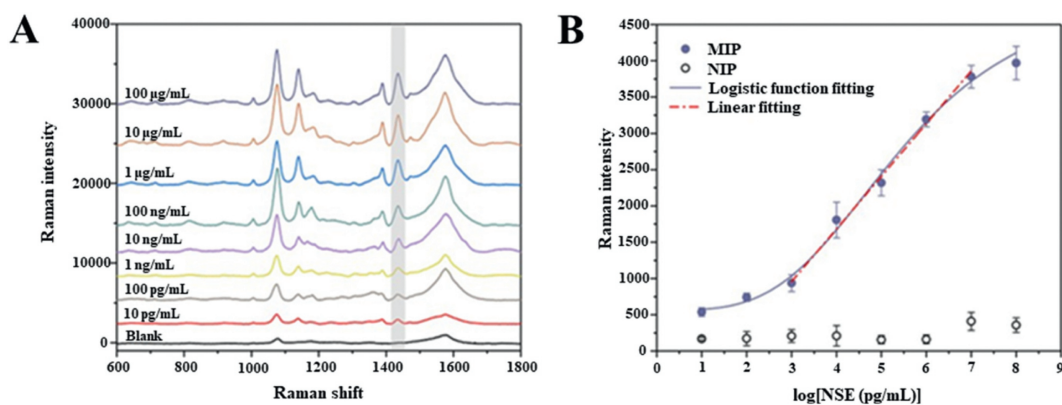 A
40000
30000
20000
10000
0
Raman intensity
100 µg/mL
10 µg/mL
1 µg/mL
100 ng/mL
10 ng/mL
1 ng/mL
100 pg/mL
10 pg/mL
Blank
600 800 1000 1200 1400 1600 1800
Raman shift
B
4500
4000
3500
3000
2500
2000
1500
1000
500
0
Raman intensity
MIP
NIP
Logistic function fitting
Linear fitting
0 1 2 3 4 5 6 7 8 9
log[NSE (pg/mL)]